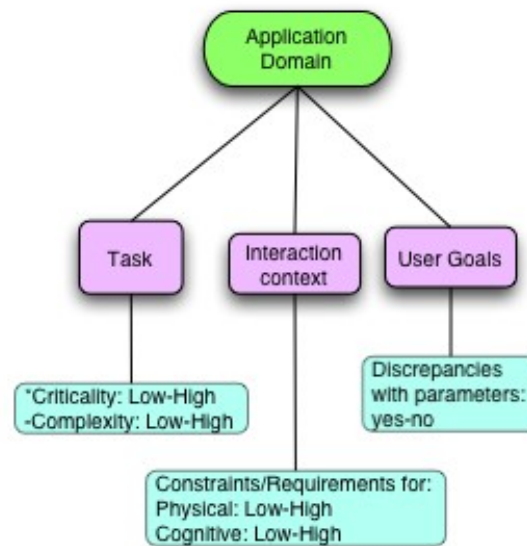 Application
Domain
Task
Interaction
context
User Goals
*Criticality: Low-High
-Complexity: Low-High
Discrepancies
with parameters:
yes-no
Constraints/Requirements for:
Physical: Low-High
Cognitive: Low-High